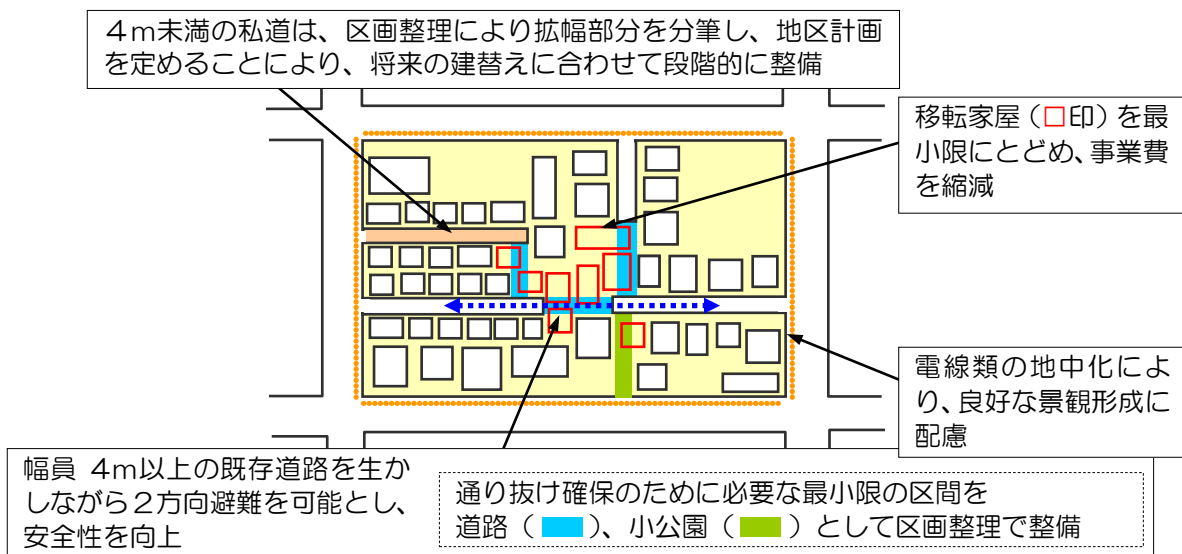 ４ｍ未満の私道は、区画整理により拡幅部分を分筆し、地区計画
を定めることにより、将来の建替えに合わせて段階的に整備
移転家屋（□印）を最
小限にとどめ、事業費
を縮減
電線類の地中化によ
り、良好な景観形成に
配慮
幅員 ４ｍ以上の既存道路を生か
しながら２方向避難を可能とし、
安全性を向上
通り抜け確保のために必要な最小限の区間を
道路（ ）、小公園（ ）として区画整理で整備